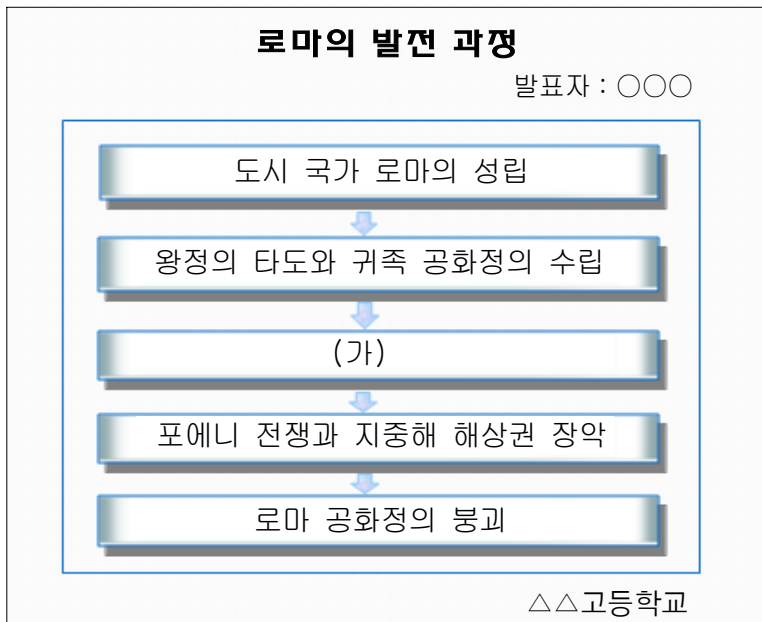 로마의 발전 과정
발표자 : ○○○
도시 국가 로마의 성립
왕정의 타도와 귀족 공화정의 수립
(가)
포에니 전쟁과 지중해 해상권 장악
로마 공화정의 붕괴
△△고등학교